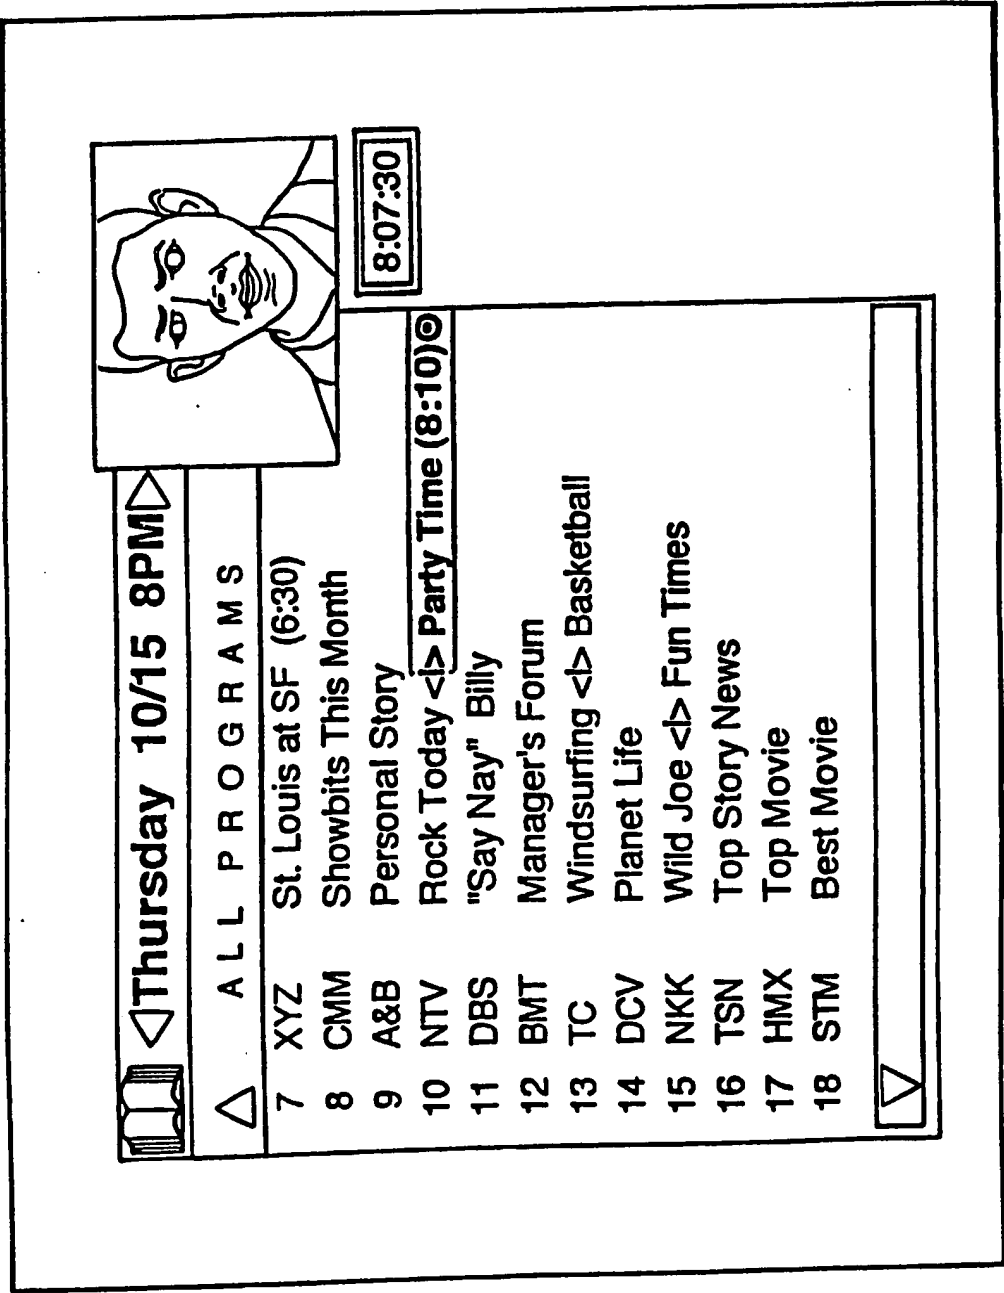 Thursday 10/15 8PM
ALL PROGRAMS
8:07:30
7 XYZ St. Louis at SF (6:30)
8 CMM Showbits This Month
9 A&B Personal Story
10 NTV Rock Today <|> Party Time (8:10)
11 DBS "Say Nay" Billy
12 BMT Manager's Forum
13 TC Windsurfing <|> Basketball
14 DCV Planet Life
15 NKK Wild Joe <|> Fun Times
16 TSN Top Story News
17 HMX Top Movie
18 STM Best Movie